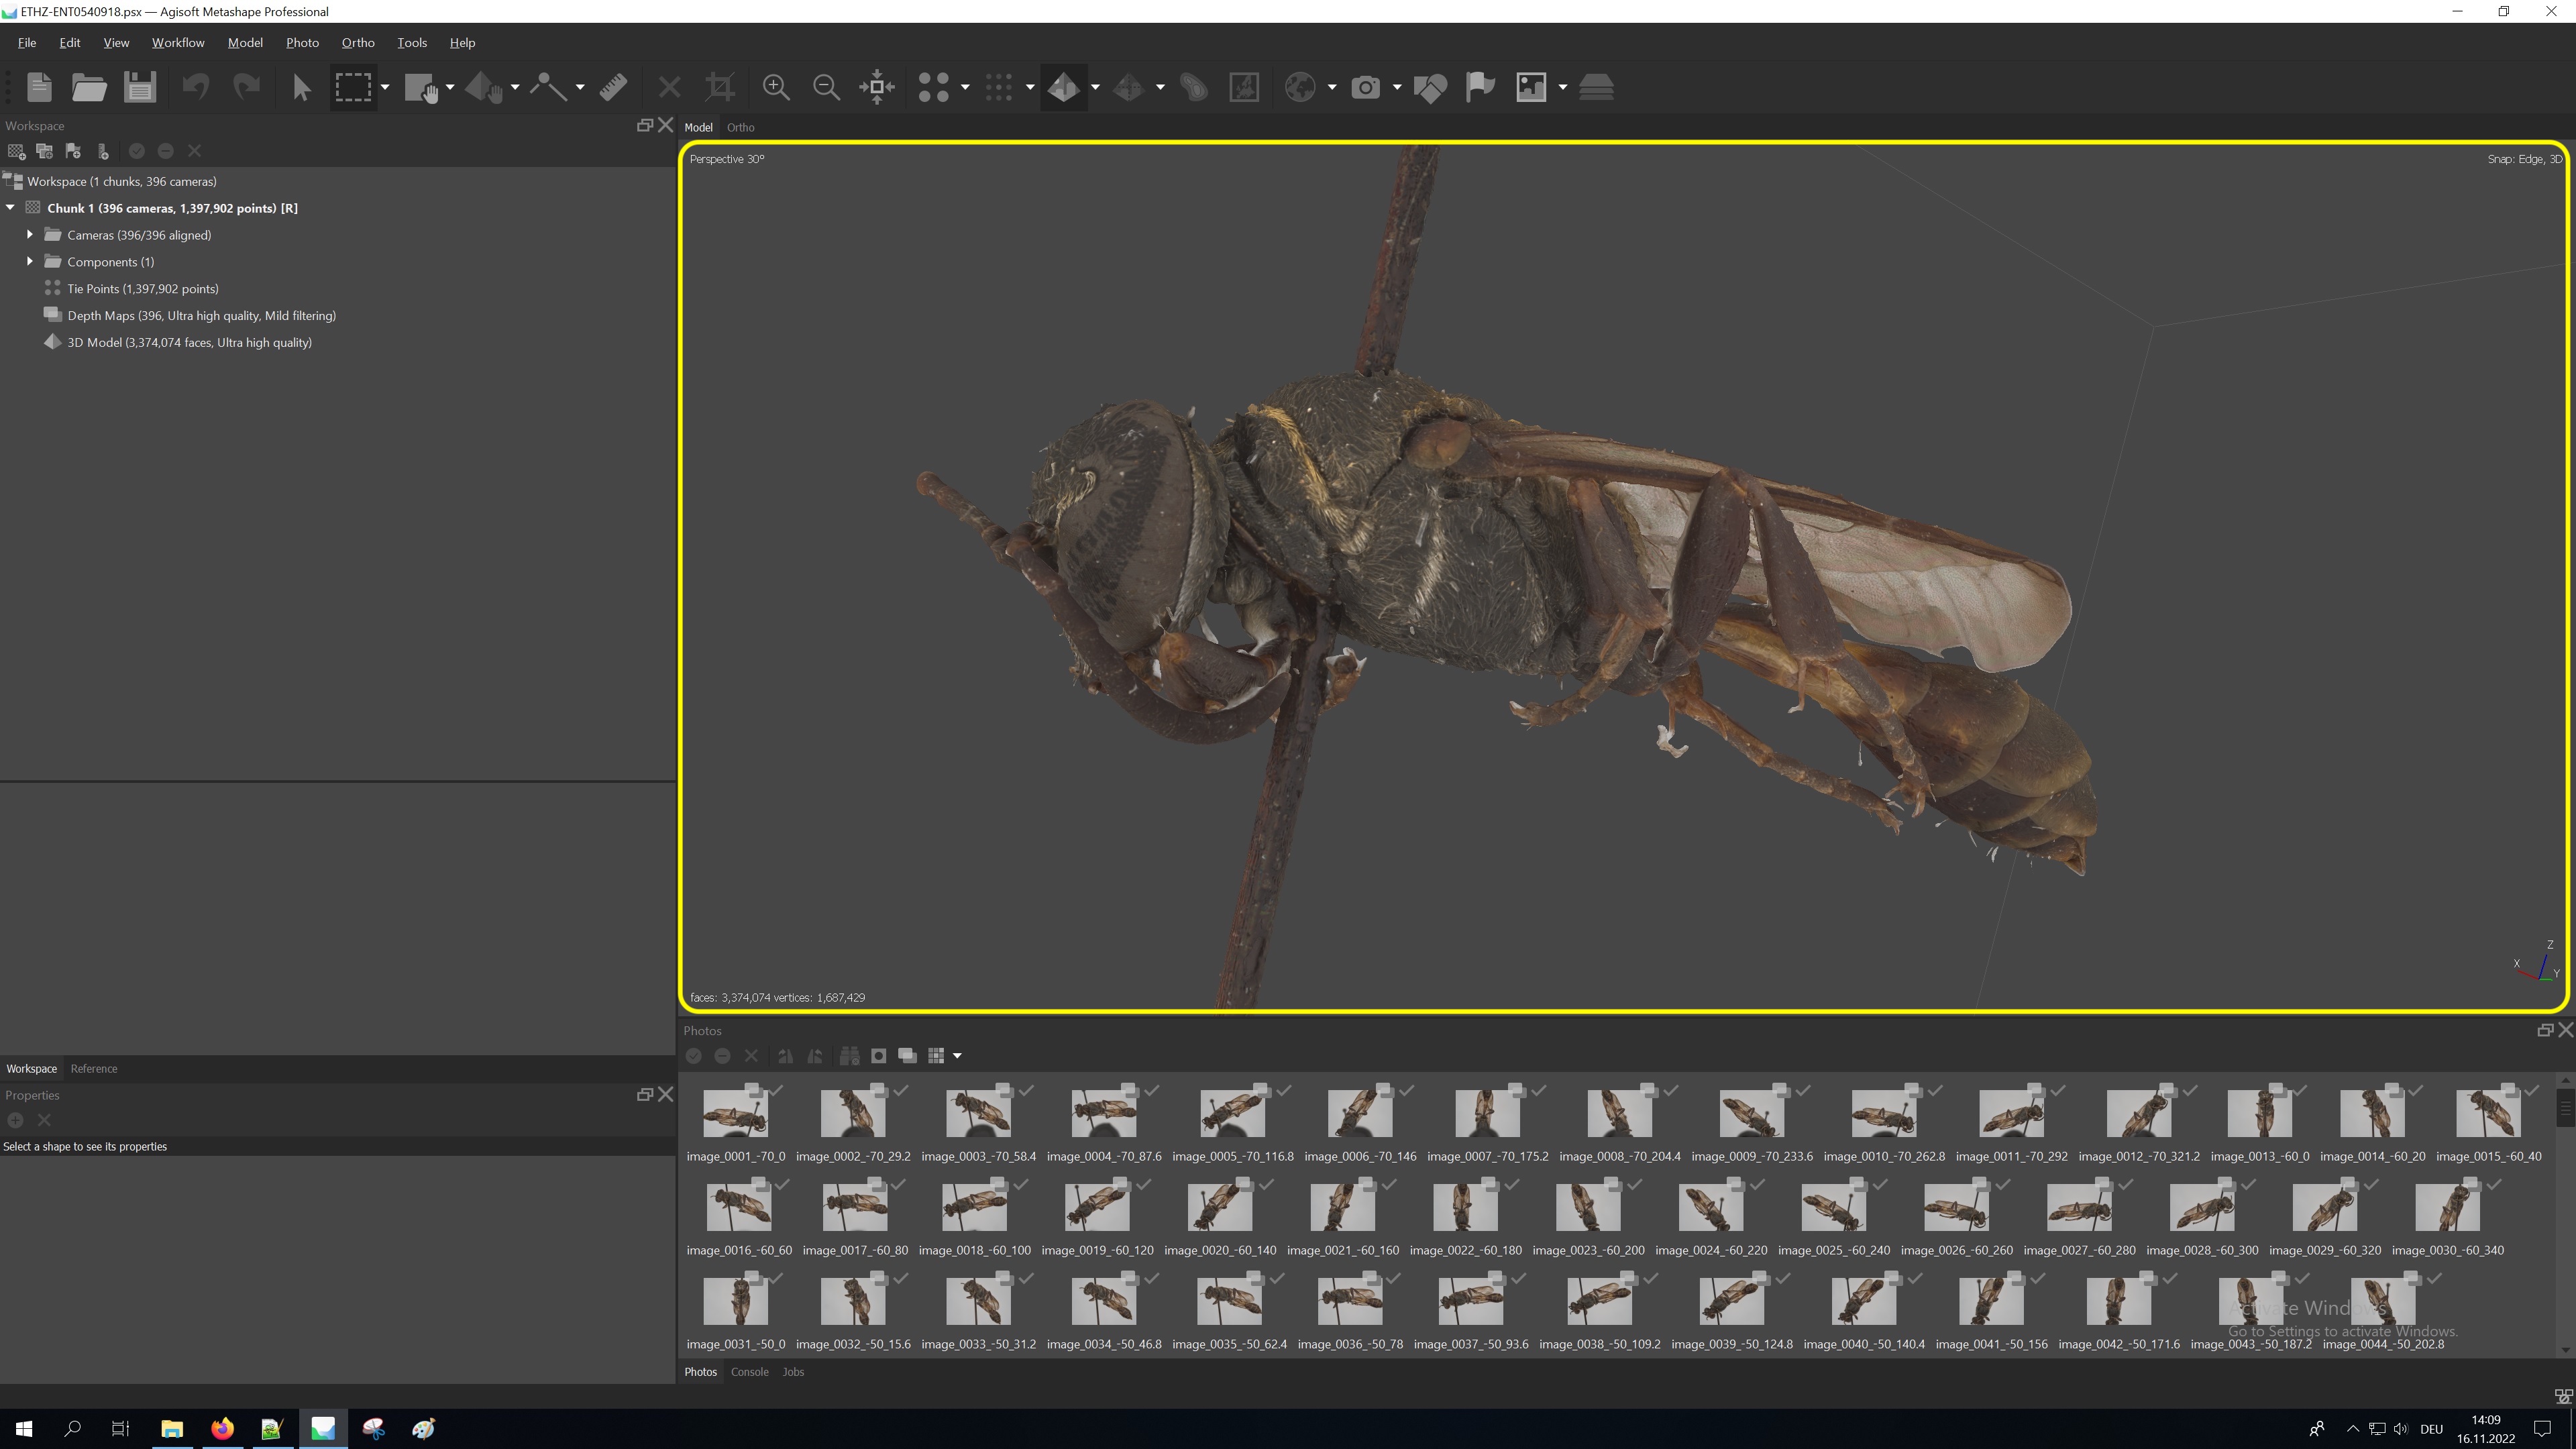 ETHZ-ENT0540918.psx — Agisoft Metashape Professional
File Edit View Workflow Model Photo Ortho Tools Help
Workspace
Model Ortho
Perspective 30°
Snap: Edge, 3D
Workspace (1 chunks, 396 cameras)
Chunk 1 (396 cameras, 1,397,902 points) [R]
Cameras (396/396 aligned)
Components (1)
Tie Points (1,397,902 points)
Depth Maps (396, Ultra high quality, Mild filtering)
3D Model (3,374,074 faces, Ultra high quality)
Z
X
Y
faces: 3,374,074 vertices: 1,687,429
Workspace Reference
Properties
Select a shape to see its properties
Photos
image_0001_-70_0 image_0002_-70_29.2 image_0003_-70_58.4 image_0004_-70_87.6 image_0005_-70_116.8 image_0006_-70_146 image_0007_-70_175.2 image_0008_-70_204.4 image_0009_-70_233.6 image_0010_-70_262.8 image_0011_-70_292 image_0012_-70_321.2 image_0013_-60_0 image_0014_-60_20 image_0015_-60_40
image_0016_-60_60 image_0017_-60_80 image_0018_-60_100 image_0019_-60_120 image_0020_-60_140 image_0021_-60_160 image_0022_-60_180 image_0023_-60_200 image_0024_-60_220 image_0025_-60_240 image_0026_-60_260 image_0027_-60_280 image_0028_-60_300 image_0029_-60_320 image_0030_-60_340
image_0031_-50_0 image_0032_-50_15.6 image_0033_-50_31.2 image_0034_-50_46.8 image_0035_-50_62.4 image_0036_-50_78 image_0037_-50_93.6 image_0038_-50_109.2 image_0039_-50_124.8 image_0040_-50_140.4 image_0041_-50_156 image_0042_-50_171.6 image_0043_-50_187.2 image_0044_-50_202.8
Activate Windows
Go to Settings to activate Windows.
Photos Console Jobs
DEU
14:09
16.11.2022